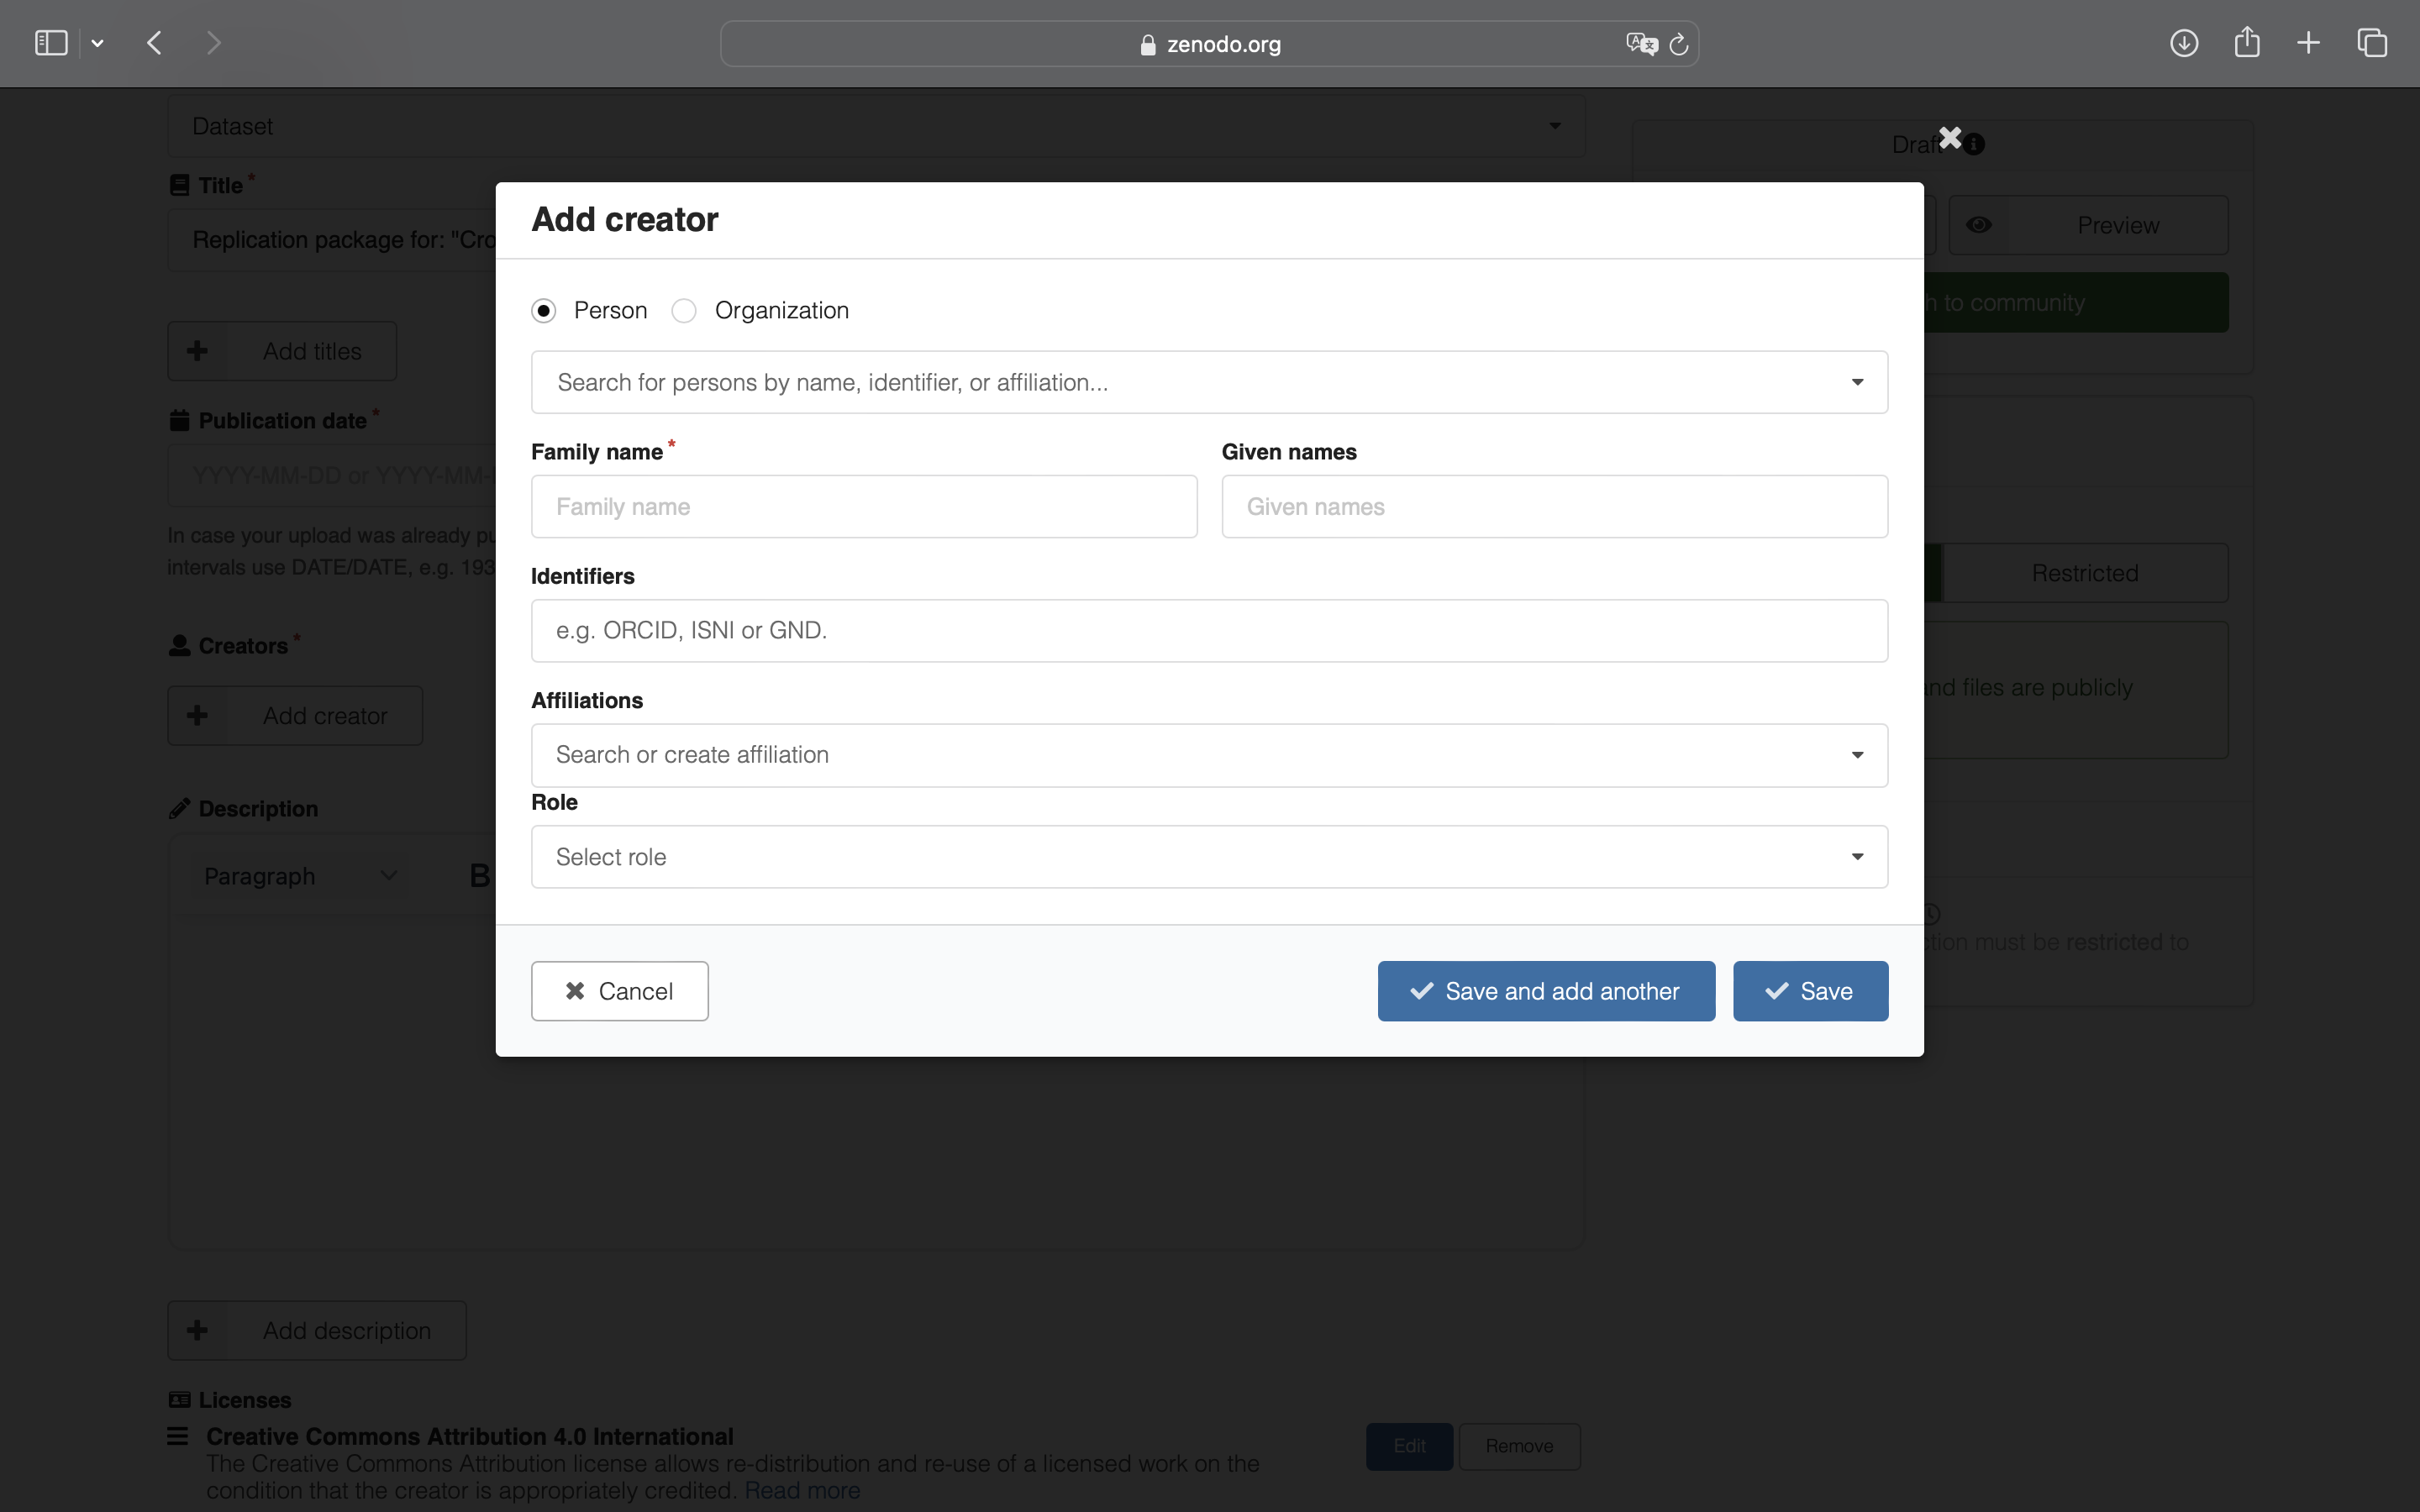 zenodo.org
Dataset
Draft
Title *
Replication package for: "Cro
Preview
h to community
Add titles
Publication date *
YYYY-MM-DD or YYYY-MM-
In case your upload was already pu
intervals use DATE/DATE, e.g. 193
Restricted
Creators *
and files are publicly
Add creator
Description
Paragraph
B
ction must be restricted to
Add creator
Person
Organization
Search for persons by name, identifier, or affiliation...
Family name *
Given names
Family name
Given names
Identifiers
e.g. ORCID, ISNI or GND.
Affiliations
Search or create affiliation
Role
Select role
Cancel
Save and add another
Save
Add description
Licenses
Creative Commons Attribution 4.0 International
Edit
Remove
The Creative Commons Attribution license allows re-distribution and re-use of a licensed work on the
condition that the creator is appropriately credited. Read more